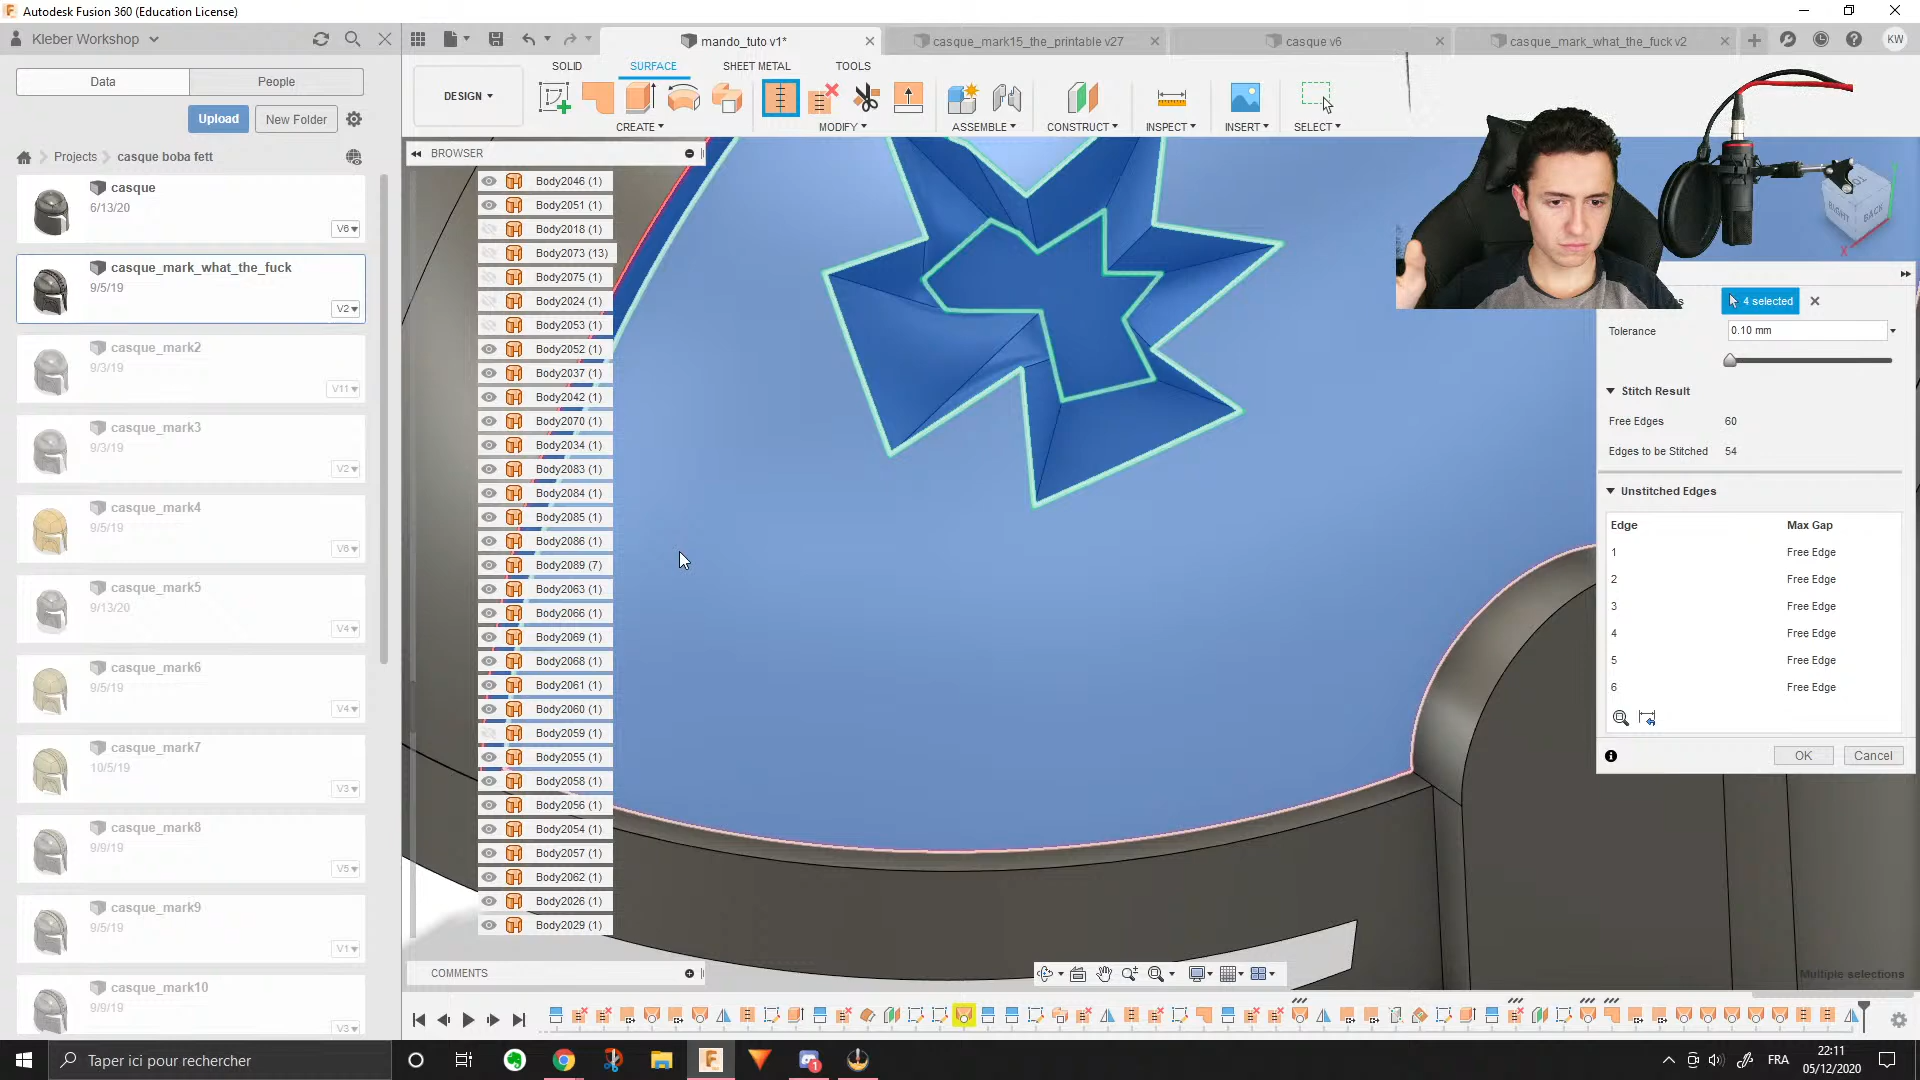 Autodesk Fusion 360 (Education License)
Kleber Workshop
mando_tuto v1*
casque_mark15_the_printable v27
casque v6
casque_mark_what_the_fuck v2
KW
Data
People
Upload
New Folder
Projects
casque boba fett
casque
6/13/20
V6
casque_mark_what_the_fuck
9/5/19
V2
casque_mark2
9/3/19
V11
casque_mark3
9/3/19
V2
casque_mark4
9/5/19
V6
casque_mark5
9/13/20
V4
casque_mark6
9/5/19
V4
casque_mark7
10/5/19
V3
casque_mark8
9/9/19
V5
casque_mark9
9/5/19
V1
casque_mark10
9/9/19
V3
SOLID
SURFACE
SHEET METAL
TOOLS
DESIGN
CREATE
MODIFY
ASSEMBLE
CONSTRUCT
INSPECT
INSERT
SELECT
BROWSER
Body2046 (1)
Body2051 (1)
Body2018 (1)
Body2073 (13)
Body2075 (1)
Body2024 (1)
Body2053 (1)
Body2052 (1)
Body2037 (1)
Body2042 (1)
Body2070 (1)
Body2034 (1)
Body2083 (1)
Body2084 (1)
Body2085 (1)
Body2086 (1)
Body2089 (7)
Body2063 (1)
Body2066 (1)
Body2069 (1)
Body2068 (1)
Body2061 (1)
Body2060 (1)
Body2059 (1)
Body2055 (1)
Body2058 (1)
Body2056 (1)
Body2054 (1)
Body2057 (1)
Body2062 (1)
Body2026 (1)
Body2029 (1)
COMMENTS
RIGHT
BACK
X
4 selected
Tolerance
0.10 mm
Stitch Result
Free Edges 60
Edges to be Stitched 54
Unstitched Edges
Edge Max Gap
1 Free Edge
2 Free Edge
3 Free Edge
4 Free Edge
5 Free Edge
6 Free Edge
OK
Cancel
Multiple selections
Taper ici pour rechercher
FRA
22:11
05/12/2020